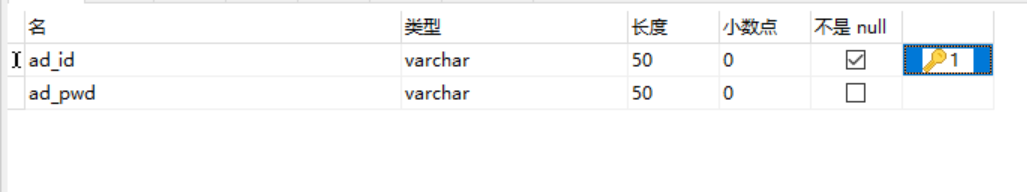 名 类型 长度 小数点 不是 null
ad_id varchar 50 0 1
ad_pwd varchar 50 0